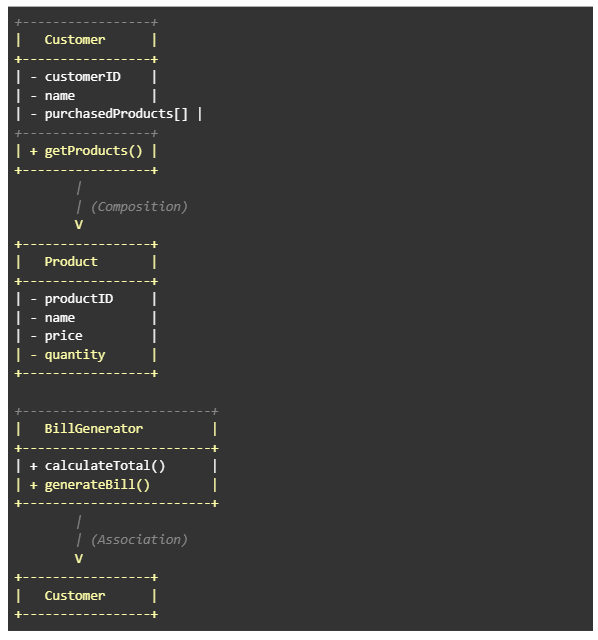 +-----------------+
|   Customer      |
+-----------------+
| - customerID    |
| - name          |
| - purchasedProducts[] |
+-----------------+
| + getProducts() |
+-----------------+
        |
        | (Composition)
        V
+-----------------+
|   Product       |
+-----------------+
| - productID     |
| - name          |
| - price         |
| - quantity      |
+-----------------+

+-------------------------+
|   BillGenerator         |
+-------------------------+
| + calculateTotal()      |
| + generateBill()        |
+-------------------------+
        |
        | (Association)
        V
+-----------------+
|   Customer      |
+-----------------+